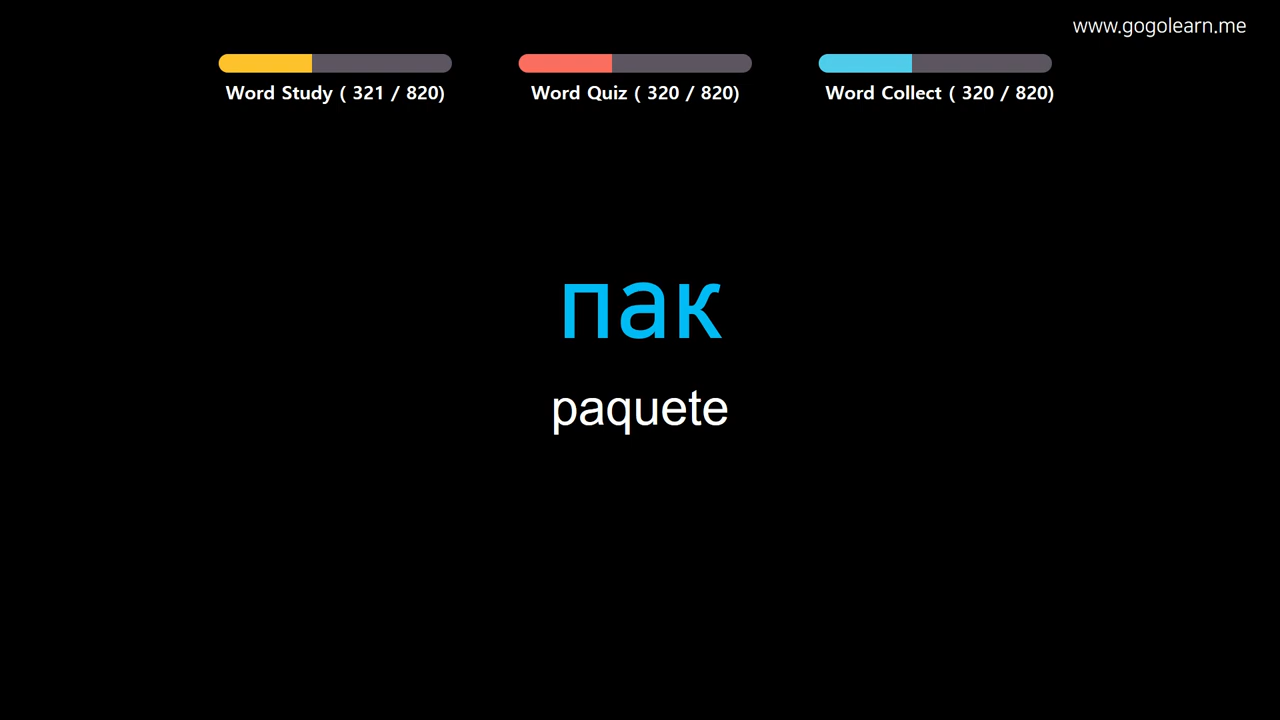 www.gogolearn.me
Word Study ( 321 / 820)
Word Quiz ( 320 / 820)
Word Collect ( 320 / 820)
пак
paquete